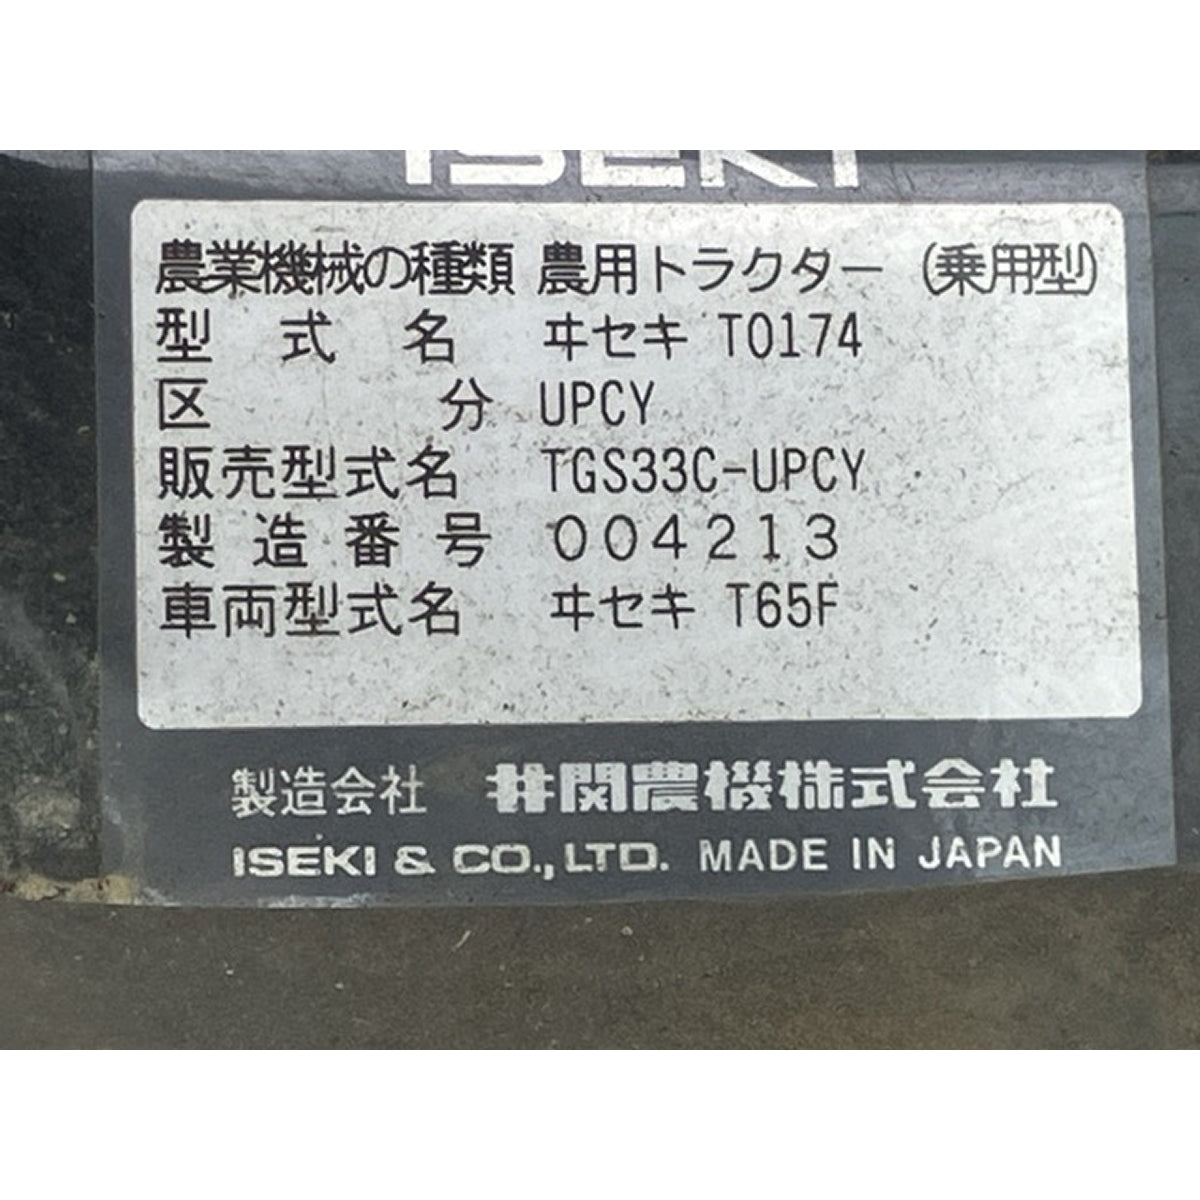 ISEKI
農業機械の種類 農用トラクター (乗用型)
型式名 ヰセキ T0174
区分 UPCY
販売型式名 TGS33C-UPCY
製造番号 004213
車両型式名 ヰセキ T65F
製造会社 井関農機株式会社
ISEKI & CO., LTD. MADE IN JAPAN